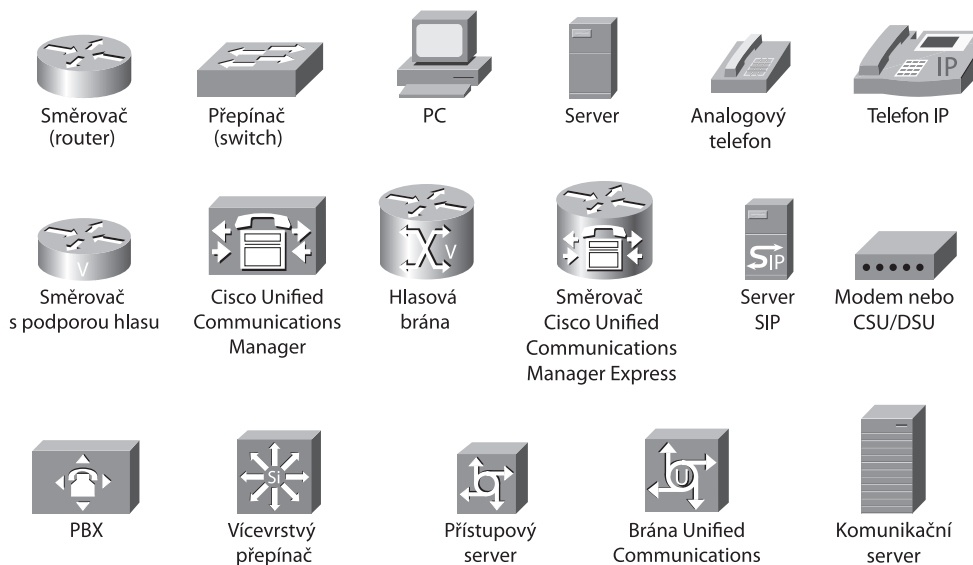 IP
Směrovač
(router)
Přepínač
(switch)
PC
Server
Analogový
telefon
Telefon IP
V
V
SIP
Směrovač
s podporou hlasu
Cisco Unified
Communications
Manager
Hlasová
brána
Směrovač
Cisco Unified
Communications
Manager Express
Server
SIP
Modem nebo
CSU/DSU
Si
U
PBX
Vícevrstvý
přepínač
Přístupový
server
Brána Unified
Communications
Komunikační
server